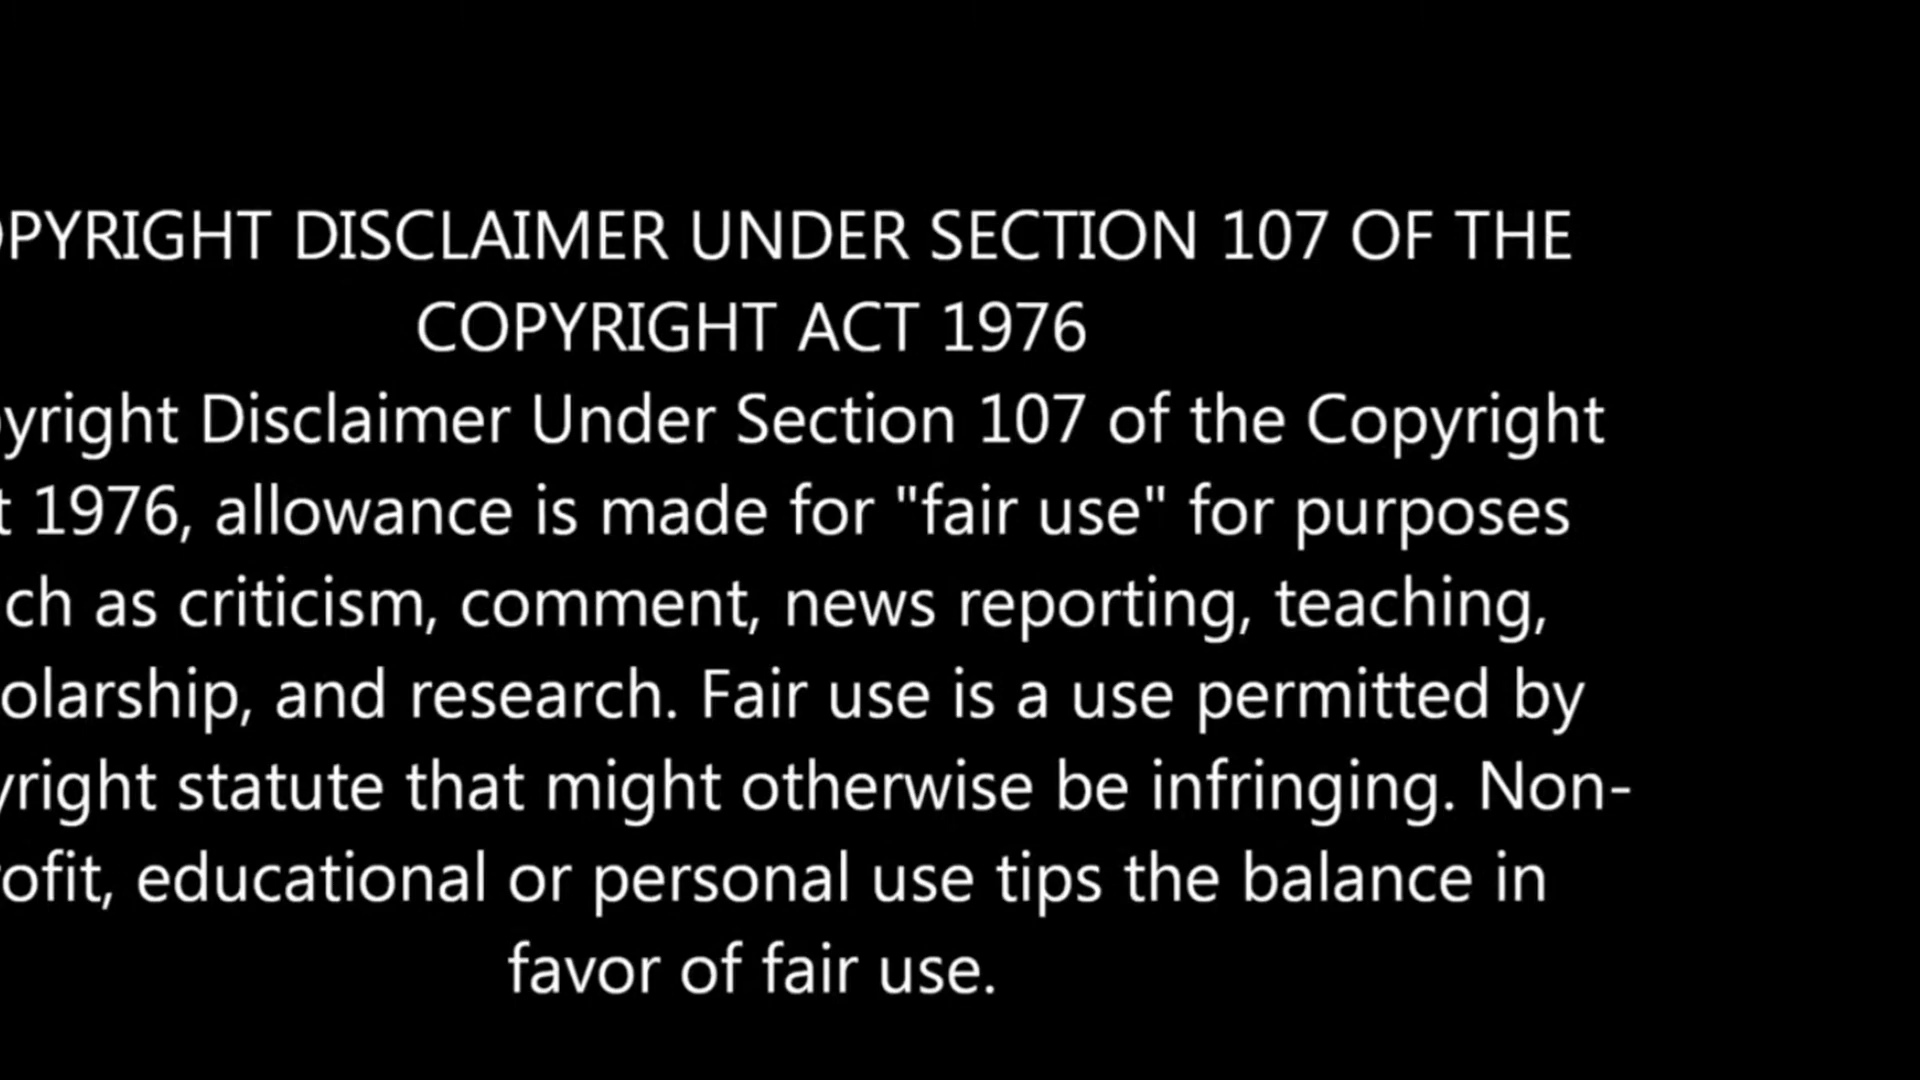 OPYRIGHT DISCLAIMER UNDER SECTION 107 OF THE
COPYRIGHT ACT 1976
yright Disclaimer Under Section 107 of the Copyright
t 1976, allowance is made for "fair use" for purposes
ch as criticism, comment, news reporting, teaching,
olarship, and research. Fair use is a use permitted by
yright statute that might otherwise be infringing. Non-
ofit, educational or personal use tips the balance in
favor of fair use.